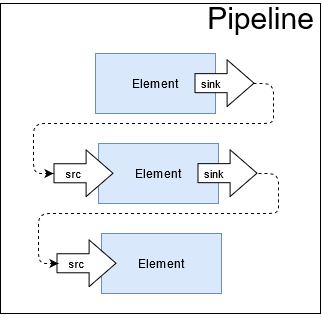 Pipeline
Element
sink
src
Element
sink
src
Element